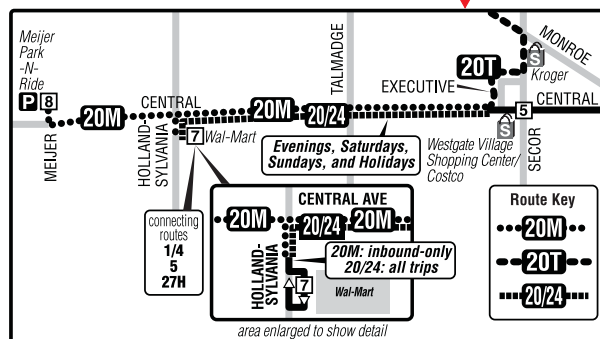 Meijer
Park
-N-
Ride
P 8
20M
CENTRAL
20M
20/24
TALMADGE
EXECUTIVE
20T
MONROE
S
Kroger
5
CENTRAL
S
Westgate Village
Shopping Center/
Costco
SECOR
MEIJER
HOLLAND-
SYLVANIA
7 Wal-Mart
Evenings, Saturdays,
Sundays, and Holidays
connecting
routes
1/4
5
27H
CENTRAL AVE
20M
20/24
20M
HOLLAND-
SYLVANIA
20M: inbound-only
20/24: all trips
7
Wal-Mart
area enlarged to show detail
Route Key
20M
20T
20/24